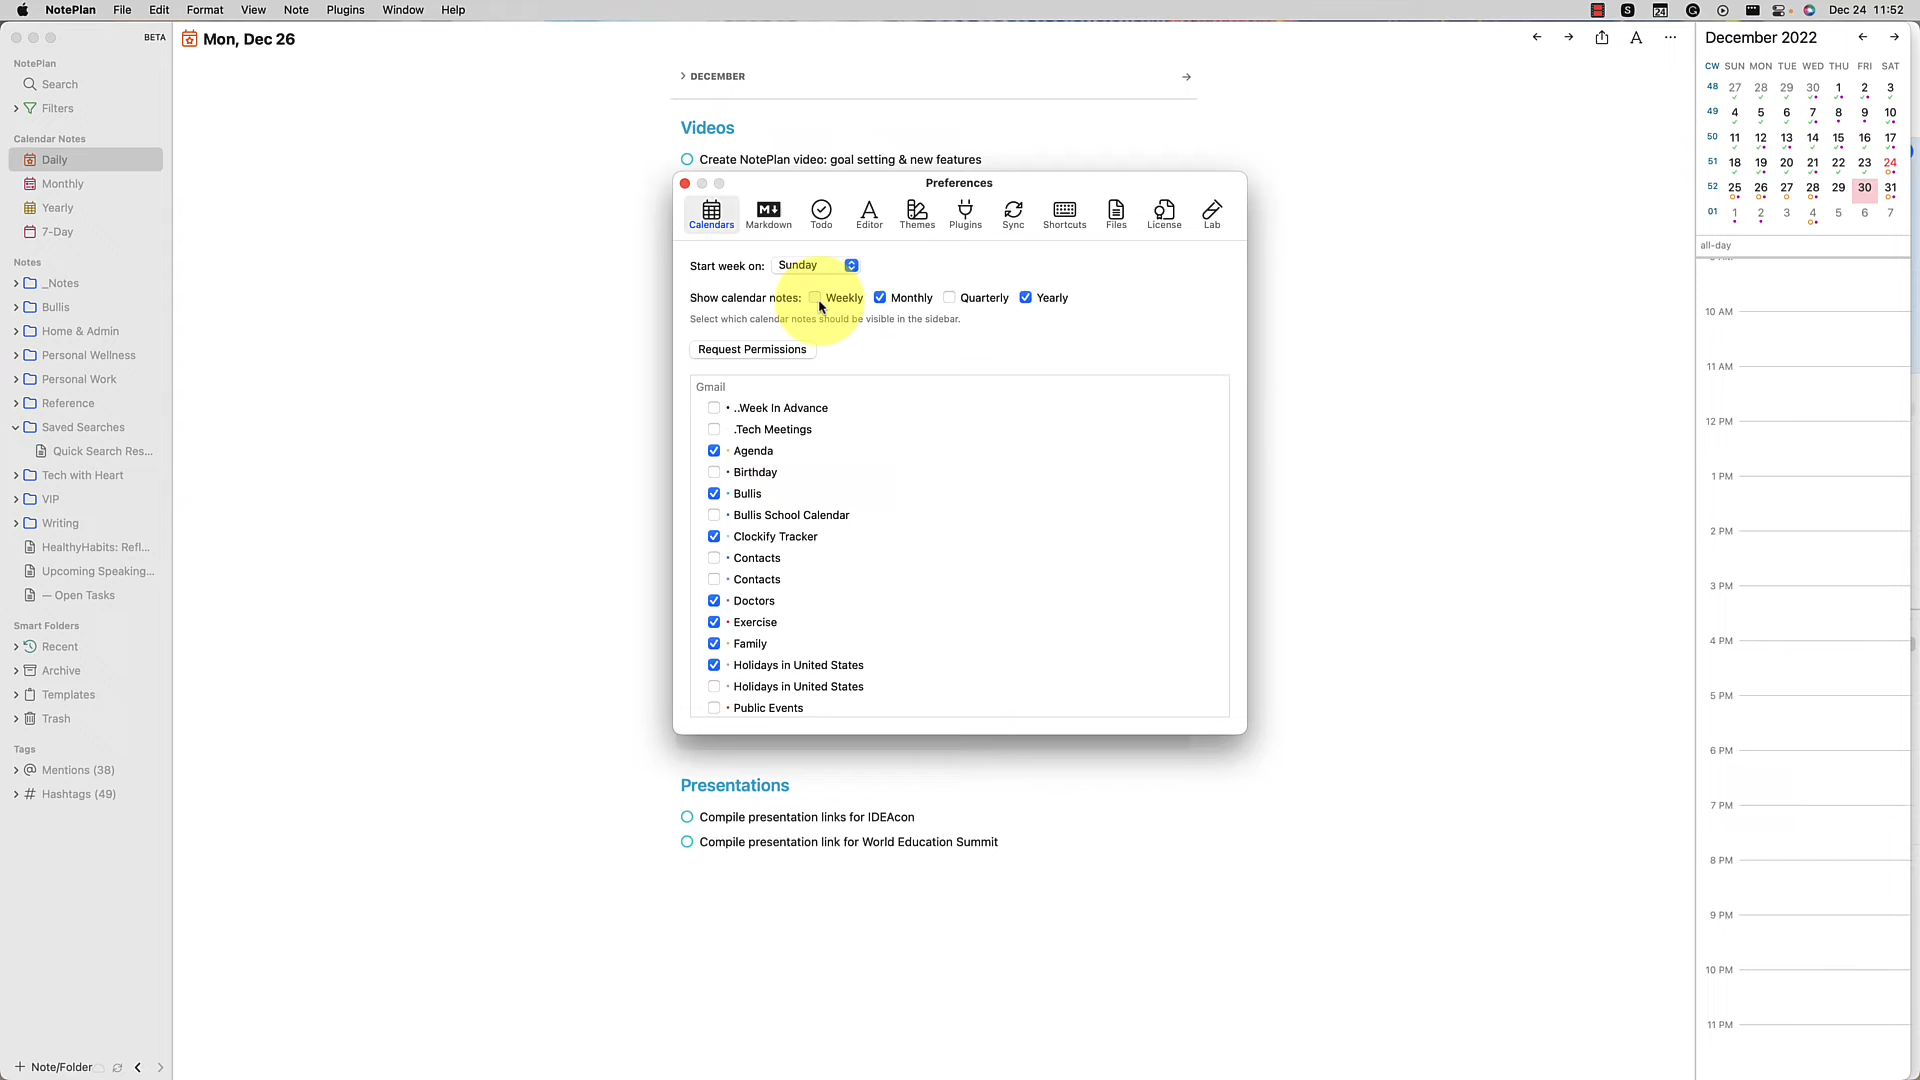 NotePlan File Edit Format View Note Plugins Window Help
Dec 24 11:52
BETA
NotePlan
Search
Filters
Calendar Notes
Daily
Monthly
Yearly
7-Day
Notes
_Notes
Bullis
Home & Admin
Personal Wellness
Personal Work
Reference
Saved Searches
Quick Search Res...
Tech with Heart
VIP
Writing
HealthyHabits: Refl...
Upcoming Speaking...
— Open Tasks
Smart Folders
Recent
Archive
Templates
Trash
Tags
Mentions (38)
Hashtags (49)
Note/Folder
Mon, Dec 26
DECEMBER
Videos
Create NotePlan video: goal setting & new features
Preferences
Calendars Markdown Todo Editor Themes Plugins Sync Shortcuts Files License Lab
Start week on: Sunday
Show calendar notes: Weekly Monthly Quarterly Yearly
Select which calendar notes should be visible in the sidebar.
Request Permissions
Gmail
..Week In Advance
.Tech Meetings
Agenda
Birthday
Bullis
Bullis School Calendar
Clockify Tracker
Contacts
Contacts
Doctors
Exercise
Family
Holidays in United States
Holidays in United States
Public Events
Presentations
Compile presentation links for IDEAcon
Compile presentation link for World Education Summit
December 2022
CW SUN MON TUE WED THU FRI SAT
48 27 28 29 30 1 2 3
49 4 5 6 7 8 9 10
50 11 12 13 14 15 16 17
51 18 19 20 21 22 23 24
52 25 26 27 28 29 30 31
01 1 2 3 4 5 6 7
all-day
10 AM
11 AM
12 PM
1 PM
2 PM
3 PM
4 PM
5 PM
6 PM
7 PM
8 PM
9 PM
10 PM
11 PM